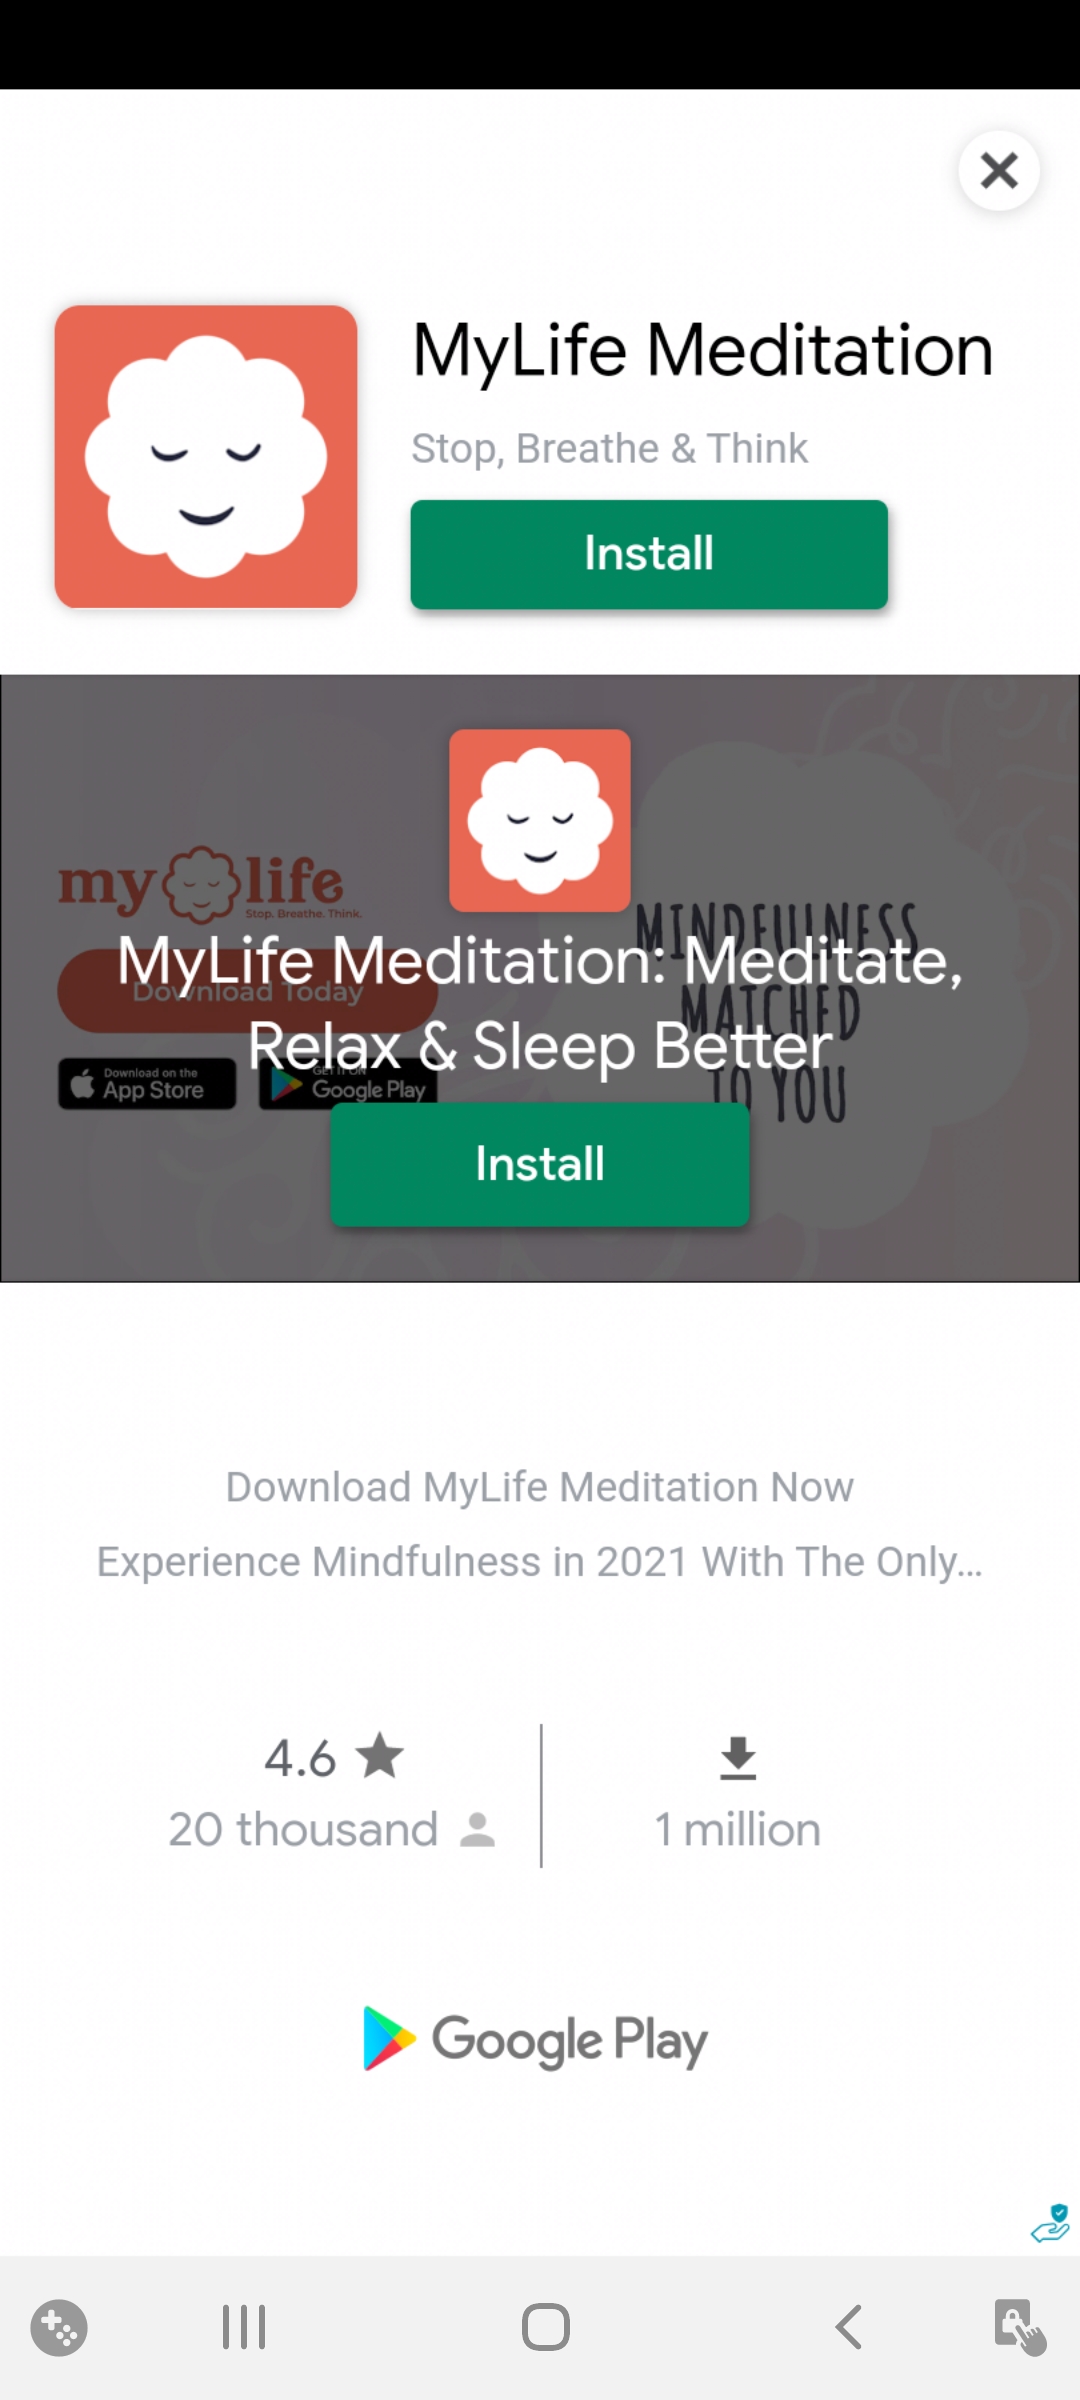 MyLife Meditation
Stop, Breathe & Think
Install
my life
Stop. Breathe. Think.
MINDFULNESS
MyLife Meditation: Meditate,
Download Today
MATCHED
Relax & Sleep Better
Download on the
App Store
GET IT ON
Google Play
TO YOU
Install
Download MyLife Meditation Now
Experience Mindfulness in 2021 With The Only...
4.6
20 thousand
1 million
Google Play